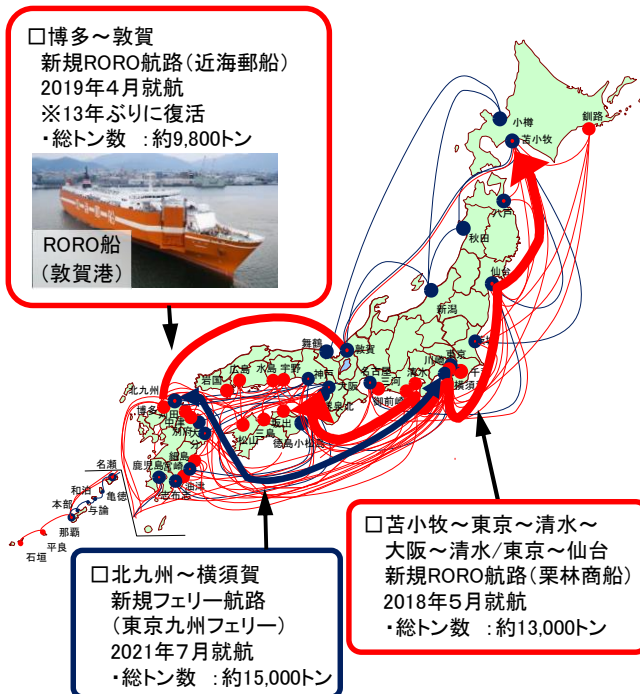 □博多～敦賀
新規RORO航路(近海郵船)
2019年4月就航
※13年ぶりに復活
・総トン数 ：約9,800トン
RORO船
(敦賀港)
小樽
釧路
苫小牧
八戸
秋田
仙台
新潟
舞鶴
敦賀
東京
川崎
千
横須
名古屋
清水
三河
御前崎
神戸
大阪
泉北
広島
水島
宇野
岩国
坂出
徳島小松島
三島
松山
北九州
博多
苅田
中津
別府
大分
細島
宮崎
鹿児島
油津
志布志
名瀬
和泊
亀徳
本部
与論
那覇
平良
石垣
□北九州～横須賀
新規フェリー航路
(東京九州フェリー)
2021年7月就航
・総トン数 ：約15,000トン
□苫小牧～東京～清水～
大阪～清水/東京～仙台
新規RORO航路(栗林商船)
2018年5月就航
・総トン数 ：約13,000トン